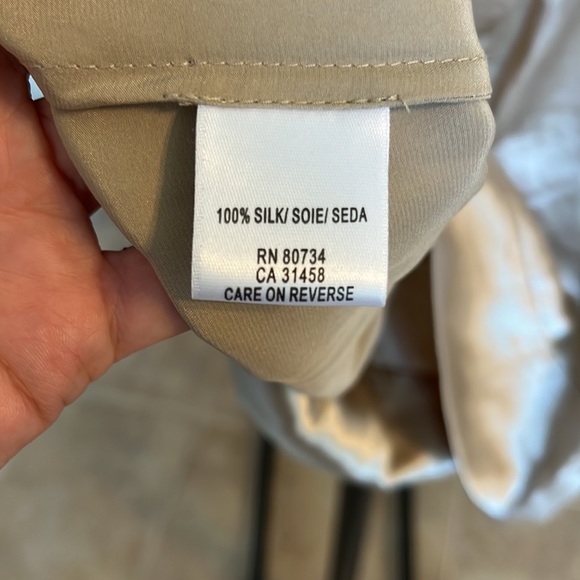 100% SILK/ SOIE/ SEDA
RN 80734
CA 31458
CARE ON REVERSE